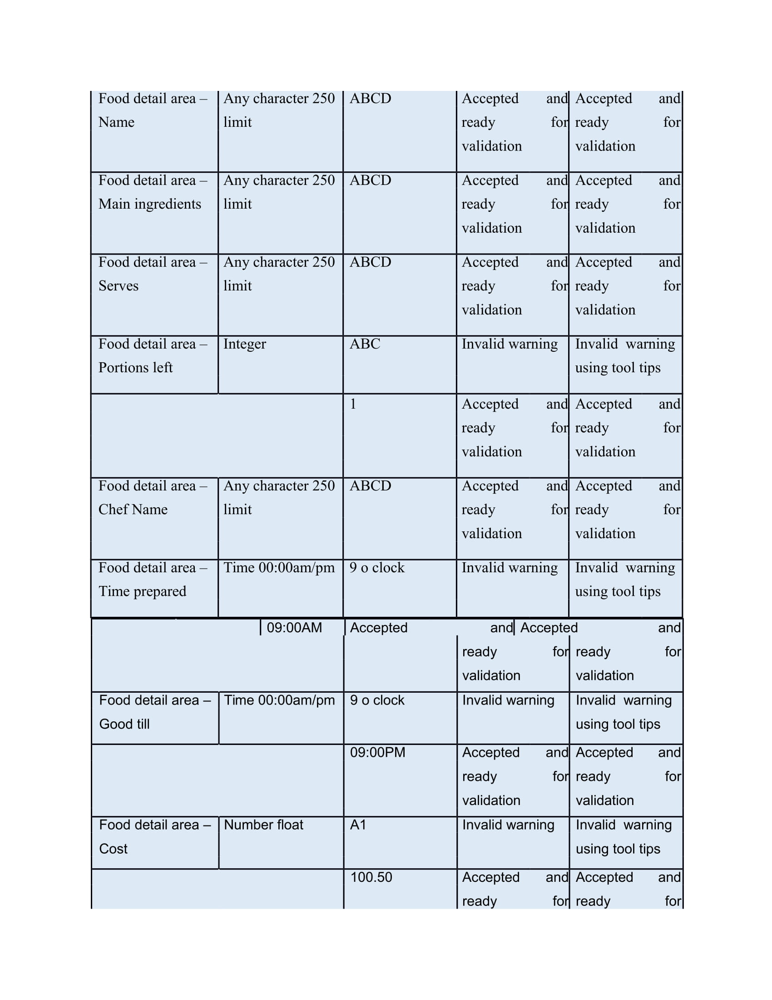 Food detail area – Any character 250 ABCD Accepted and Accepted and
Name limit ready for ready for
validation validation
Food detail area – Any character 250 ABCD Accepted and Accepted and
Main ingredients limit ready for ready for
validation validation
Food detail area – Any character 250 ABCD Accepted and Accepted and
Serves limit ready for ready for
validation validation
Food detail area – Integer ABC Invalid warning Invalid warning
Portions left using tool tips
1 Accepted and Accepted and
ready for ready for
validation validation
Food detail area – Any character 250 ABCD Accepted and Accepted and
Chef Name limit ready for ready for
validation validation
Food detail area – Time 00:00am/pm 9 o clock Invalid warning Invalid warning
Time prepared using tool tips
09:00AM Accepted and Accepted and
ready for ready for
validation validation
Food detail area – Time 00:00am/pm 9 o clock Invalid warning Invalid warning
Good till using tool tips
09:00PM Accepted and Accepted and
ready for ready for
validation validation
Food detail area – Number float A1 Invalid warning Invalid warning
Cost using tool tips
100.50 Accepted and Accepted and
ready for ready for